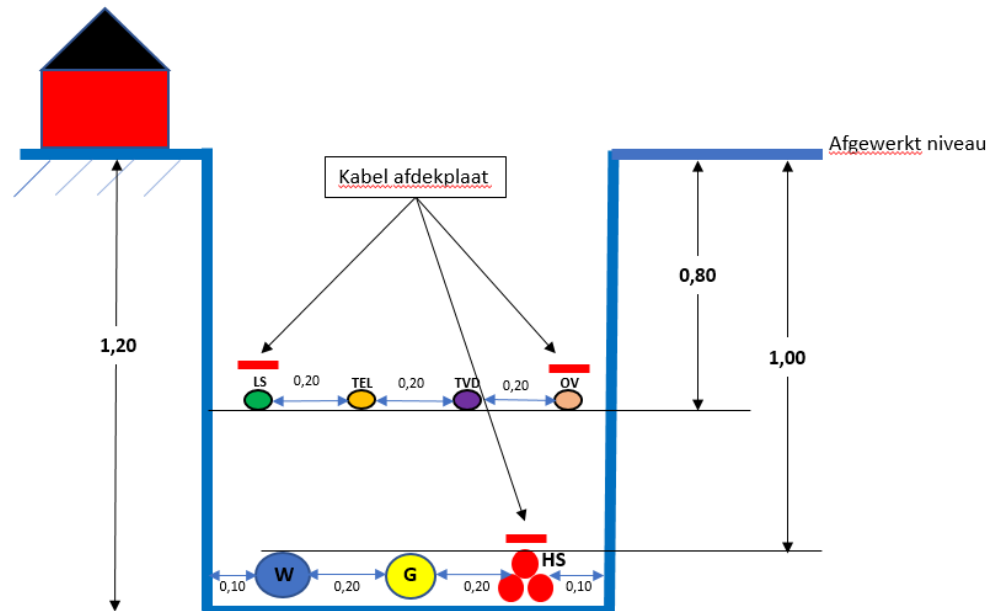 Afgewerkt niveau
Kabel afdekplaat
0,80
1,20
1,00
LS
0,20
TEL
0,20
TVD
0,20
OV
HS
W
G
0,10
0,20
0,20
0,10